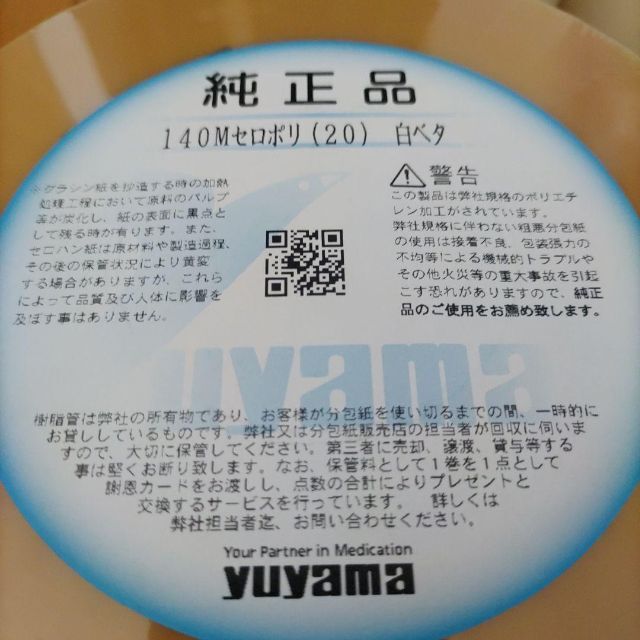 純正品
140Mセロポリ(20) 白ベタ
※グラシン紙を抄造する時の加熱
処理工程において原料のパルプ
等が炭化し、紙の表面に黒点と
して残る時が有ります。また、
セロハン紙は原材料や製造過程、
その後の保管状況により黄変
する場合がありますが、これら
によって品質及び人体に影響を
及ぼす事はありません。
警告
この製品は弊社規格のポリエチ
レン加工がされています。
弊社規格に伴わない粗悪分包紙
の使用は接着不良、包装張力の
不均等による機械的トラブルや
その他火災等の重大事故を引起
こす恐れがありますので、純正
品のご使用をお薦め致します。
yuyama
樹脂管は弊社の所有物であり、お客様が分包紙を使い切るまでの間、一時的に
お貸ししているものです。弊社又は分包紙販売店の担当者が回収に伺いま
すので、大切に保管してください。第三者に売却、譲渡、貸与等する
事は堅くお断り致します。なお、保管料として1巻を1点として
謝恩カードをお渡しし、点数の合計によりプレゼントと
交換するサービスを行っています。 詳しくは
弊社担当者迄、お問い合わせください。
Your Partner in Medication
yuyama